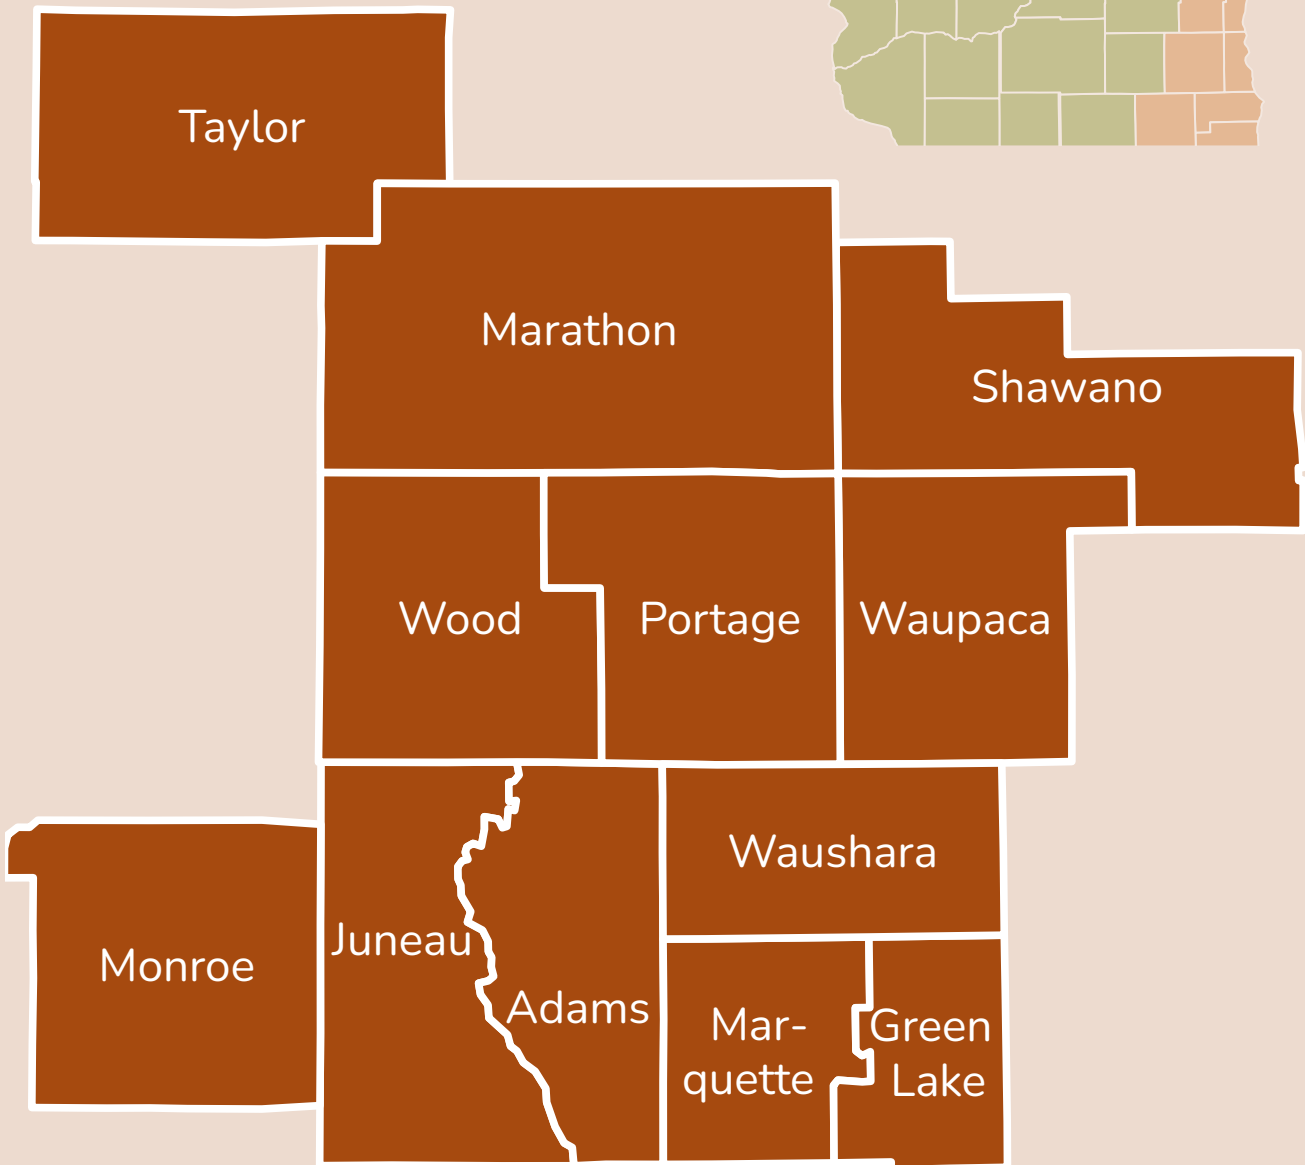 Taylor
Marathon
Shawano
Wood
Portage
Waupaca
Waushara
Juneau
Monroe
Adams
Mar-
quette
Green
Lake